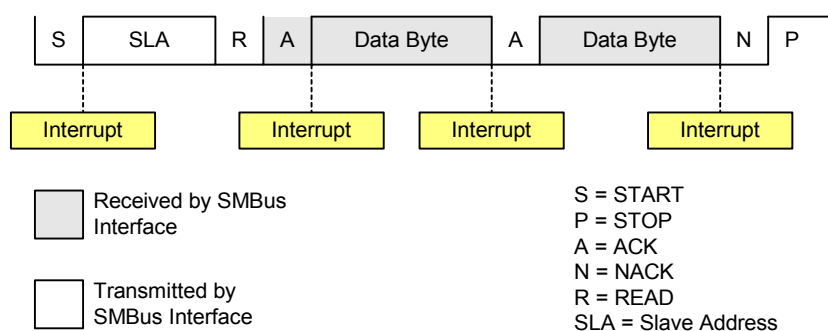 S SLA R A Data Byte A Data Byte N P
Interrupt Interrupt Interrupt Interrupt
Received by SMBus
Interface
Transmitted by
SMBus Interface
S = START
P = STOP
A = ACK
N = NACK
R = READ
SLA = Slave Address